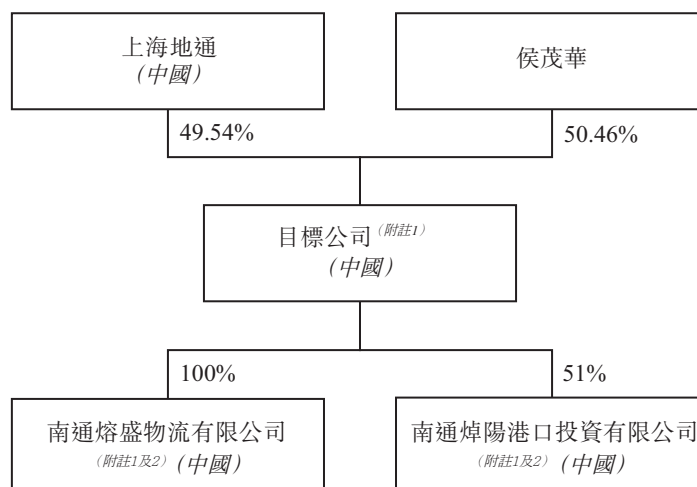 上海地通
(中國)
侯茂華
49.54%
50.46%
目標公司(附註1)
(中國)
100%
51%
南通熔盛物流有限公司
(附註1及2)(中國)
南通焯陽港口投資有限公司
(附註1及2)(中國)